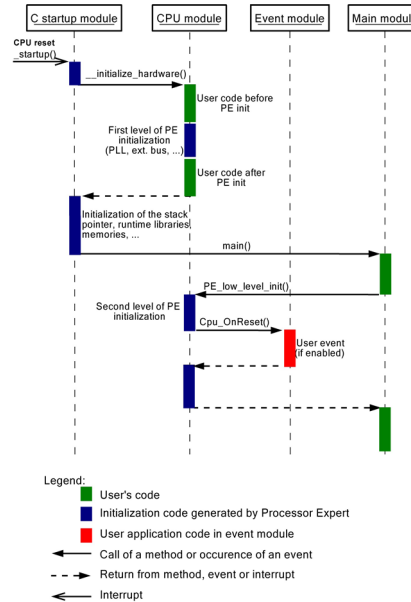 C startup module
CPU module
Event module
Main modul
CPU reset
_startup()
__initialize_hardware()
User code before
PE init
First level of PE
initialization
(PLL, ext. bus, ...)
User code after
PE init
Initialization of the stack
pointer, runtime libraries,
memories, ...
main()
PE_low_level_init()
Second level of PE
initialization
Cpu_OnReset()
User event
(if enabled)
Legend:
User's code
Initialization code generated by Processor Expert
User application code in event module
Call of a method or occurence of an event
Return from method, event or interrupt
Interrupt